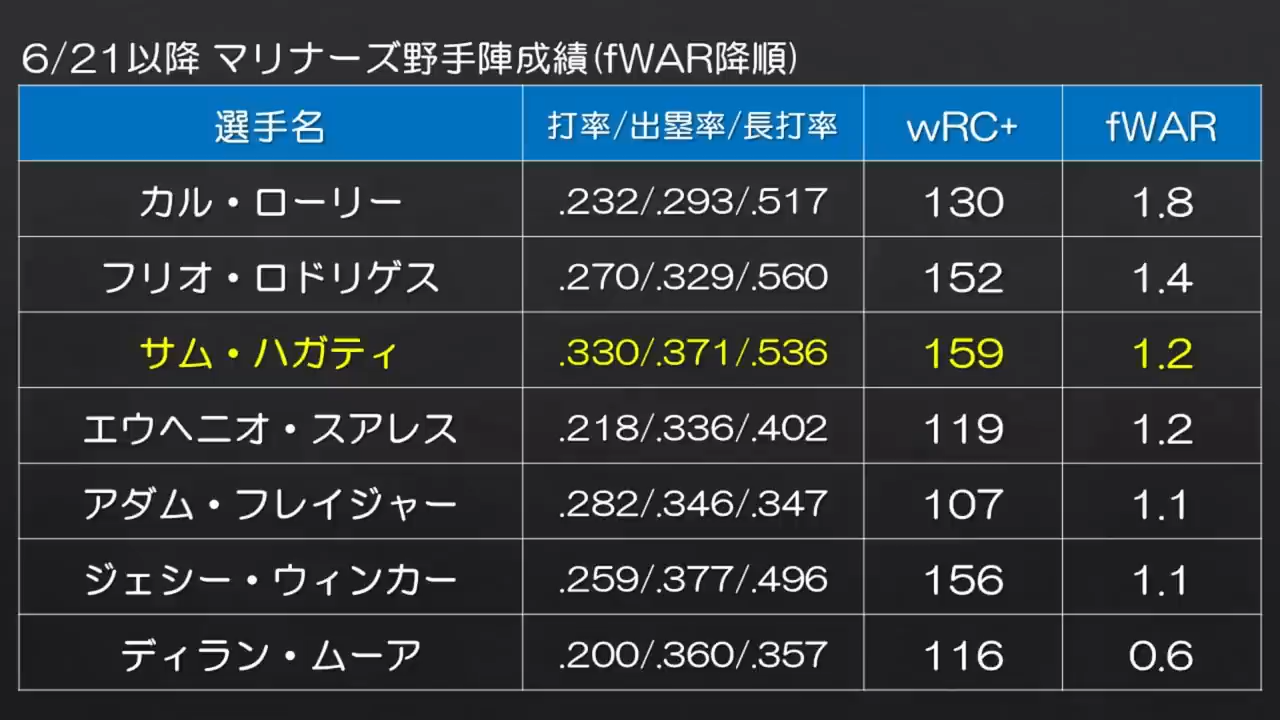 6/21以降 マリナーズ野手陣成績(fWAR降順)
選手名 打率/出塁率/長打率 wRC+ fWAR
カル・ローリー .232/.293/.517 130 1.8
フリオ・ロドリゲス .270/.329/.560 152 1.4
サム・ハガティ .330/.371/.536 159 1.2
エウヘニオ・スアレス .218/.336/.402 119 1.2
アダム・フレイジャー .282/.346/.347 107 1.1
ジェシー・ウィンカー .259/.377/.496 156 1.1
ディラン・ムーア .200/.360/.357 116 0.6